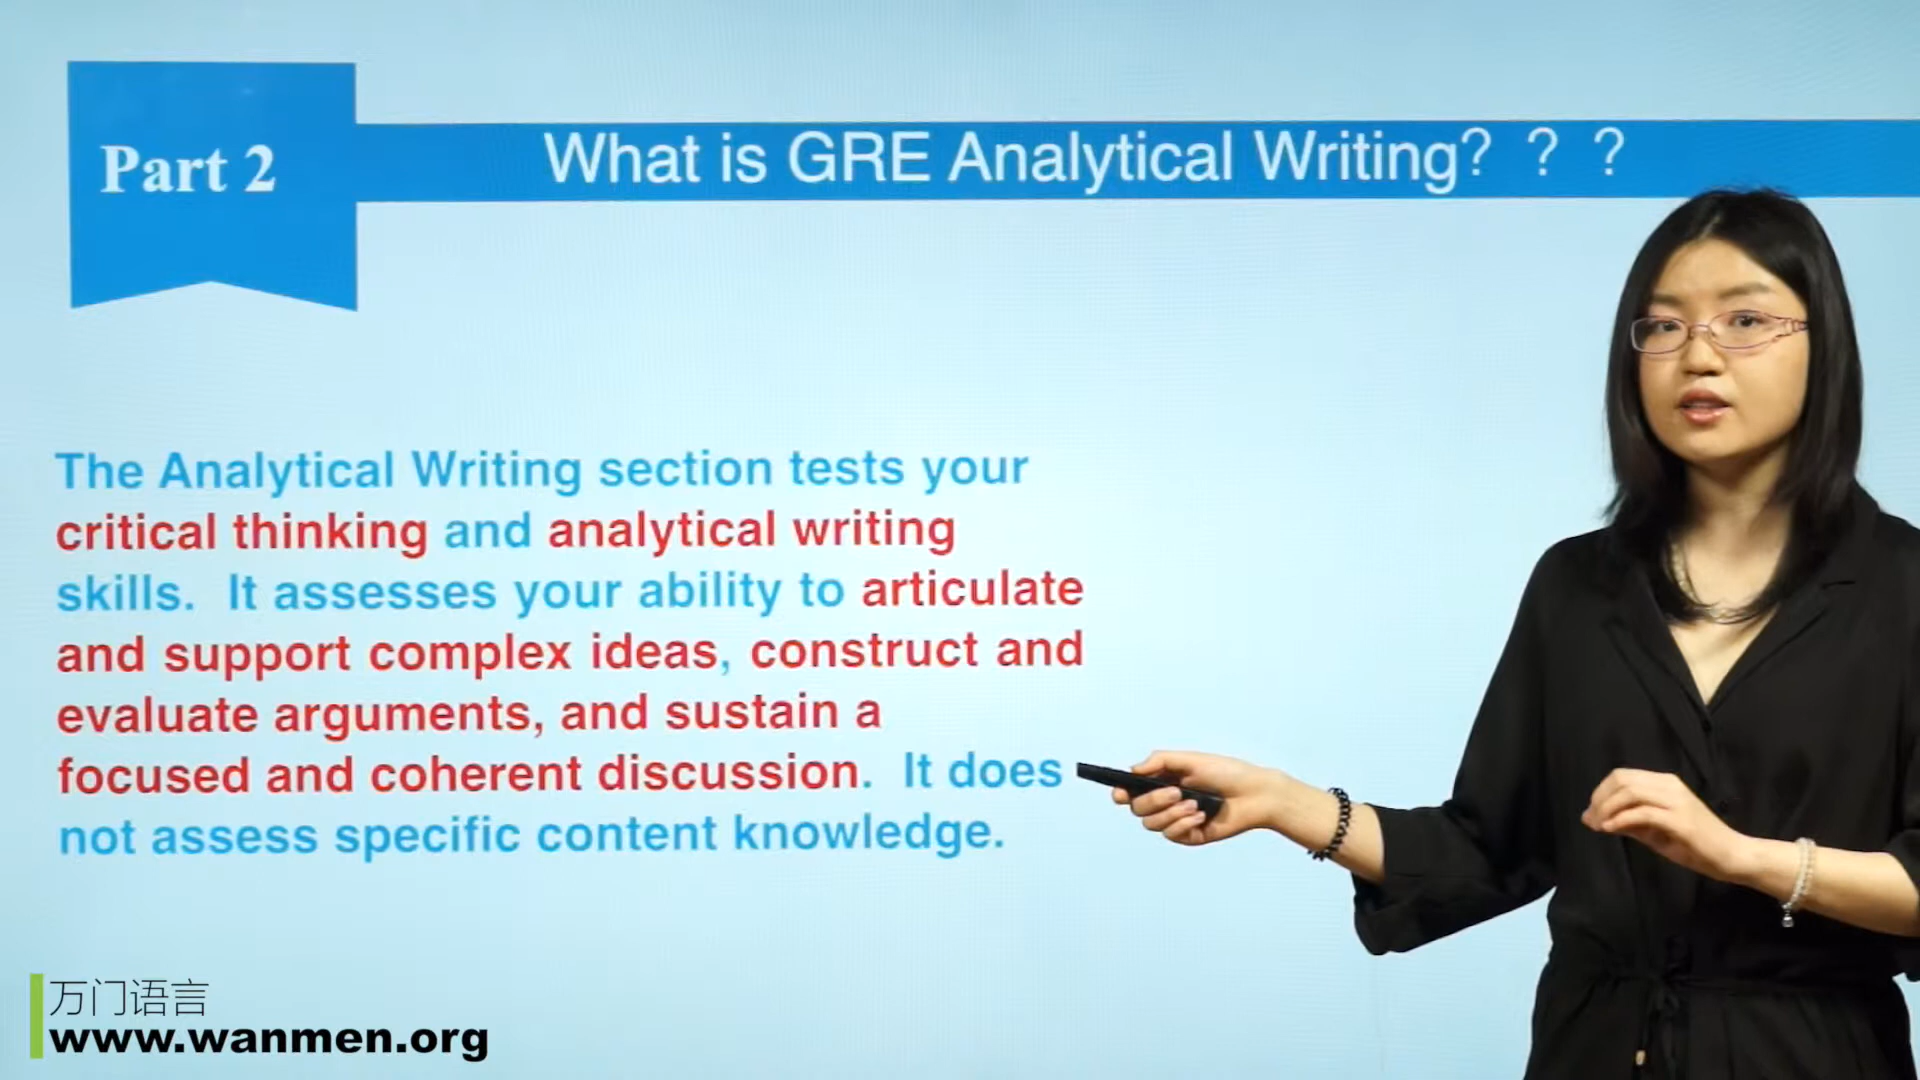 Part 2
What is GRE Analytical Writing？？？
The Analytical Writing section tests your
critical thinking and analytical writing
skills. It assesses your ability to articulate
and support complex ideas, construct and
evaluate arguments, and sustain a
focused and coherent discussion. It does
not assess specific content knowledge.
万门语言
www.wanmen.org